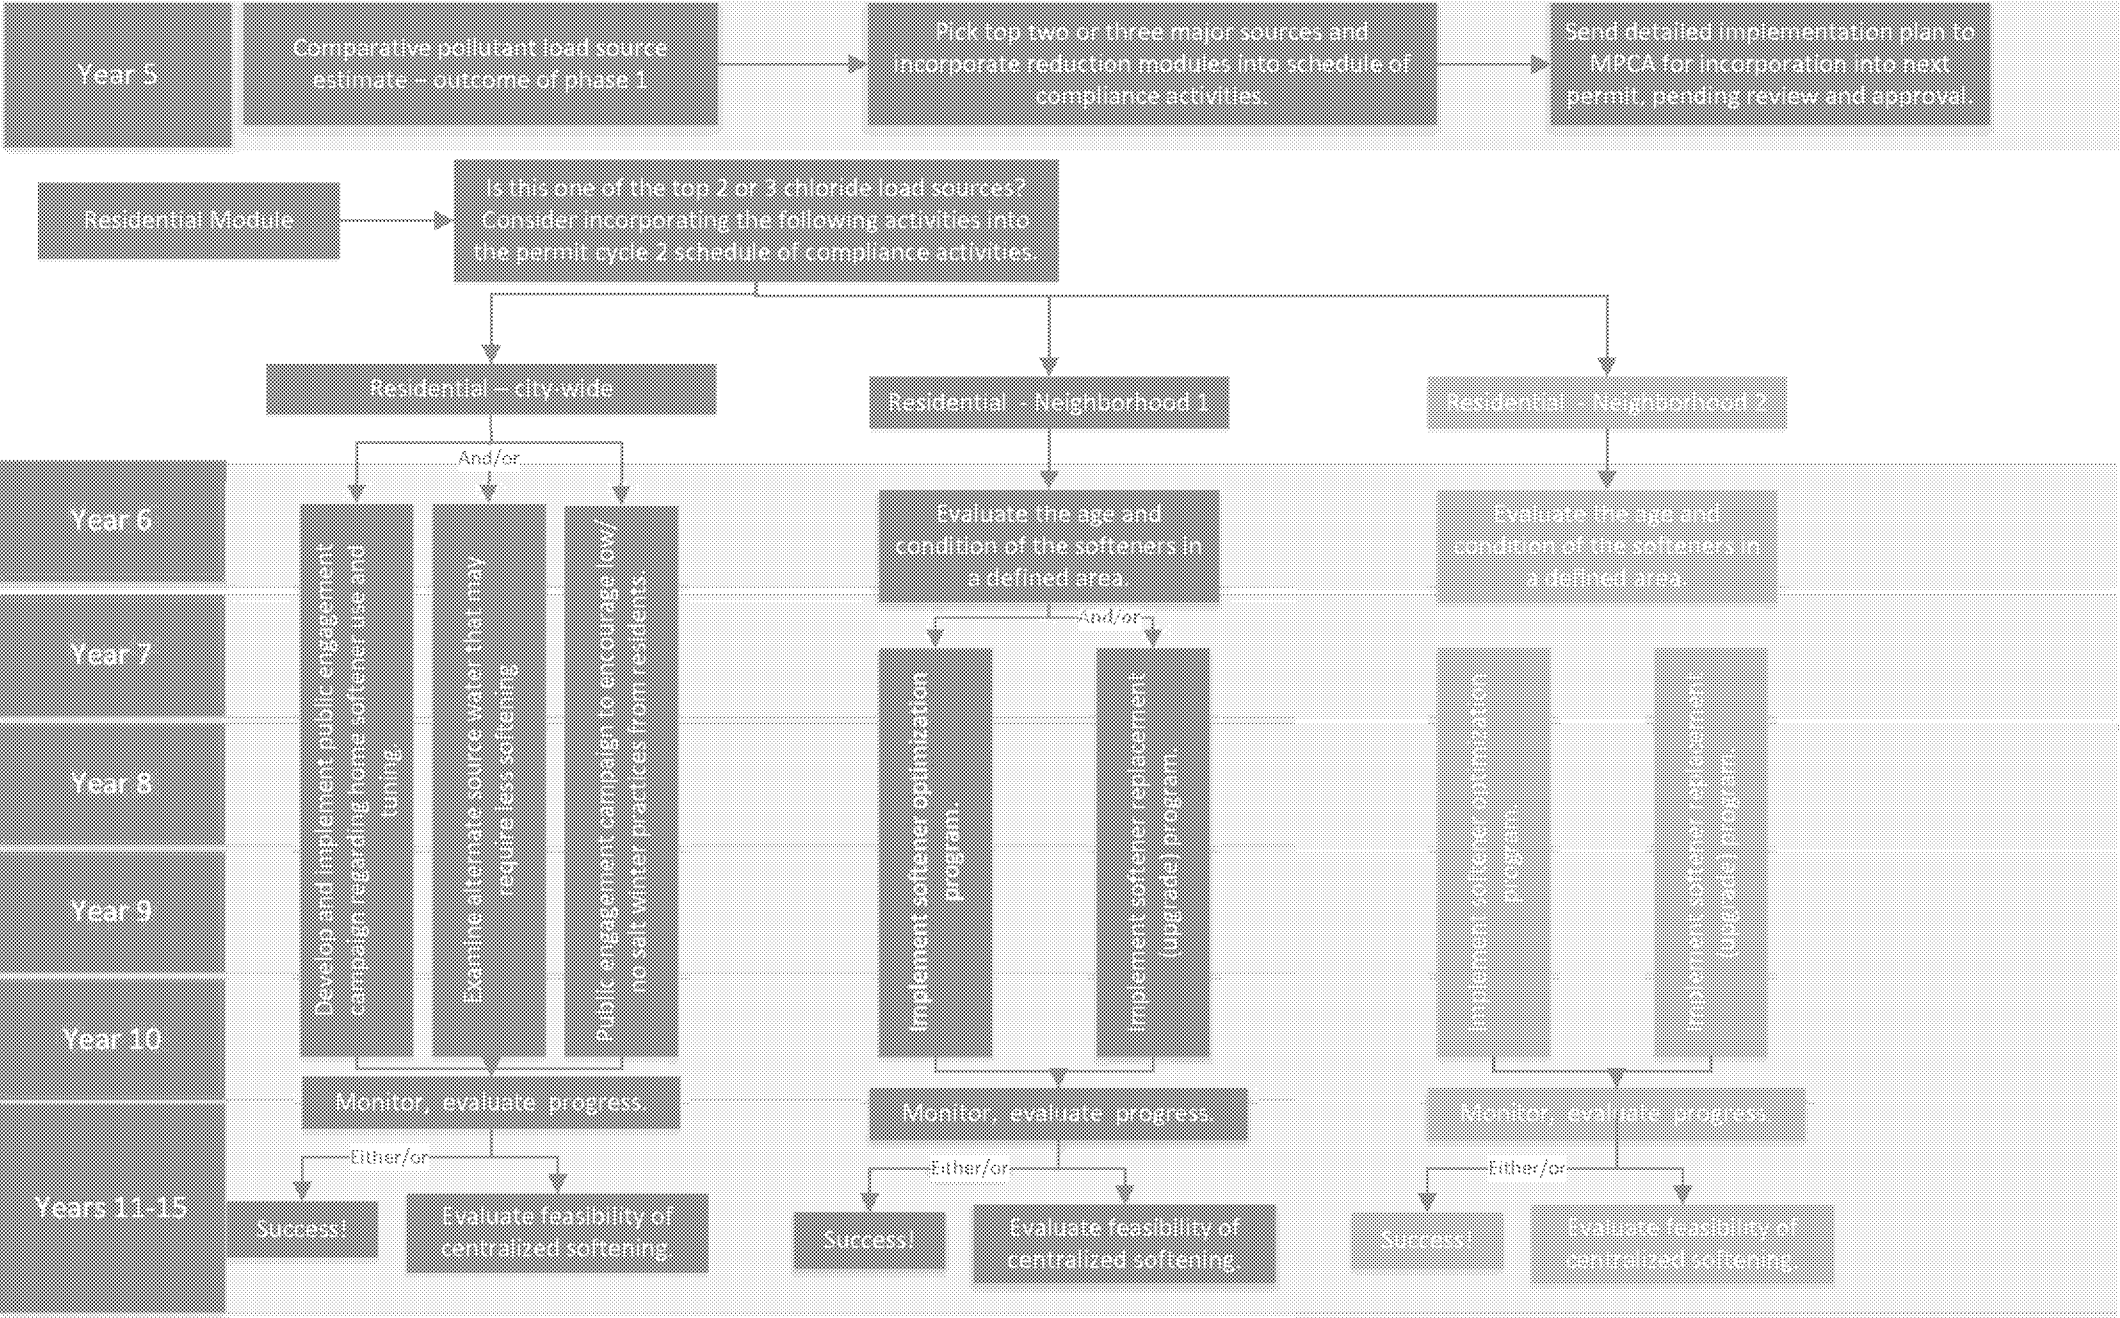 Year 5
Comparative pollutant load source
estimate – outcome of phase 1
Pick top two or three major sources and
incorporate reduction modules into schedule of
compliance activities.
Send detailed implementation plan to
MPCA for incorporation into next
permit, pending review and approval.
Residential Module
Is this one of the top 2 or 3 chloride load sources?
Consider incorporating the following activities into
the permit cycle 2 schedule of compliance activities.
Residential – city-wide
Residential - Neighborhood 1
Residential - Neighborhood 2
And/or
Year 6
Year 7
Year 8
Year 9
Year 10
Years 11-15
Develop and implement public engagement
campaign regarding home softener use and
tuning.
Examine alternate source water that may
require less softening
Public engagement campaign to encourage low/
no salt winter practices from residents.
Monitor, evaluate progress.
Either/or
Success!
Evaluate feasibility of
centralized softening.
Evaluate the age and
condition of the softeners in
a defined area.
And/or
Implement softener optimization
program.
Implement softener replacement
(upgrade) program.
Monitor, evaluate progress.
Either/or
Success!
Evaluate feasibility of
centralized softening.
Evaluate the age and
condition of the softeners in
a defined area.
Implement softener optimization
program.
Implement softener replacement
(upgrade) program.
Monitor, evaluate progress.
Either/or
Success!
Evaluate feasibility of
centralized softening.